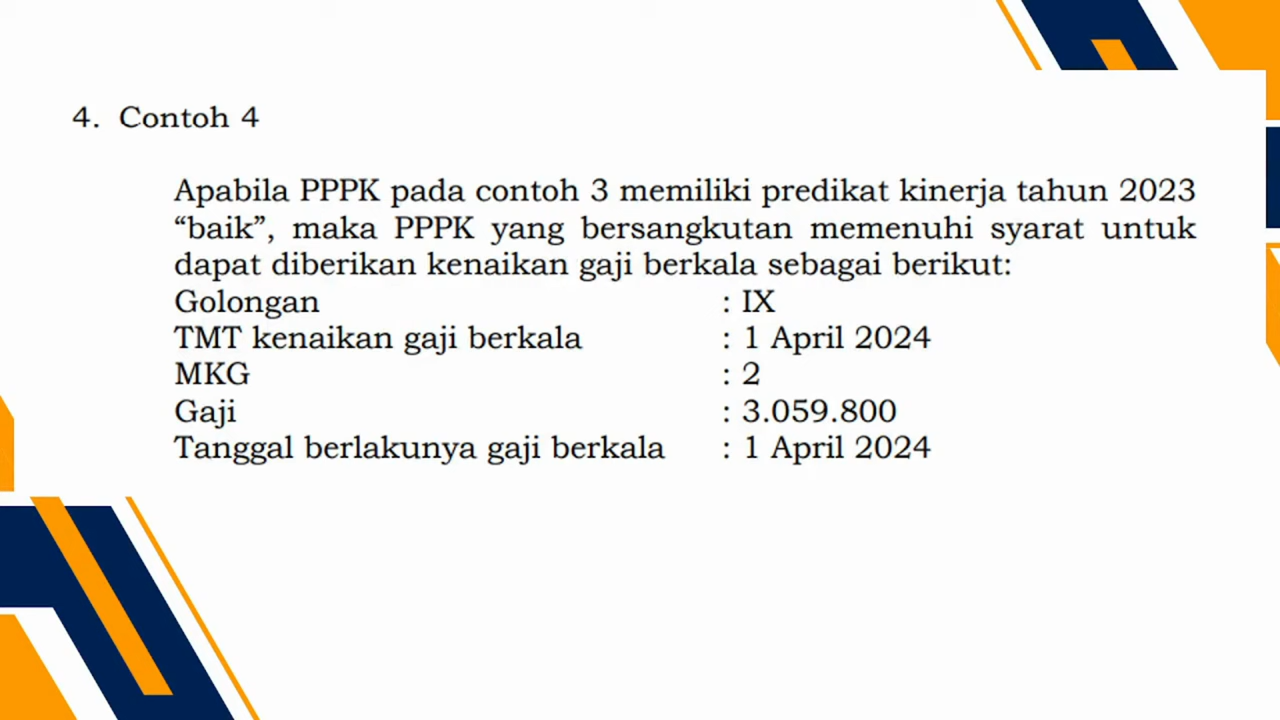 4. Contoh 4
Apabila PPPK pada contoh 3 memiliki predikat kinerja tahun 2023
“baik”, maka PPPK yang bersangkutan memenuhi syarat untuk
dapat diberikan kenaikan gaji berkala sebagai berikut:
Golongan : IX
TMT kenaikan gaji berkala : 1 April 2024
MKG : 2
Gaji : 3.059.800
Tanggal berlakunya gaji berkala : 1 April 2024